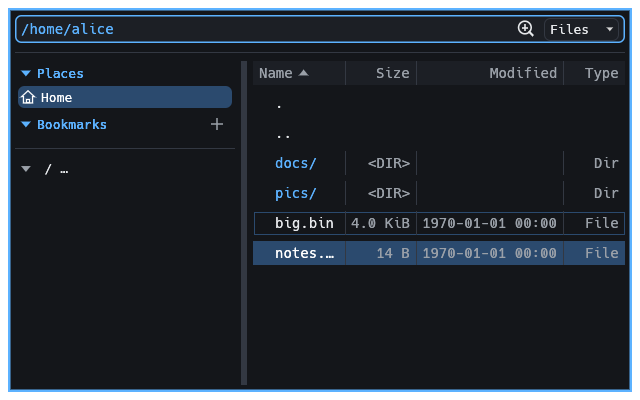 /home/alice Files
Places
Home
Bookmarks
/ …
Name Size Modified Type
.
..
docs/ <DIR> Dir
pics/ <DIR> Dir
big.bin 4.0 KiB 1970-01-01 00:00 File
notes.… 14 B 1970-01-01 00:00 File